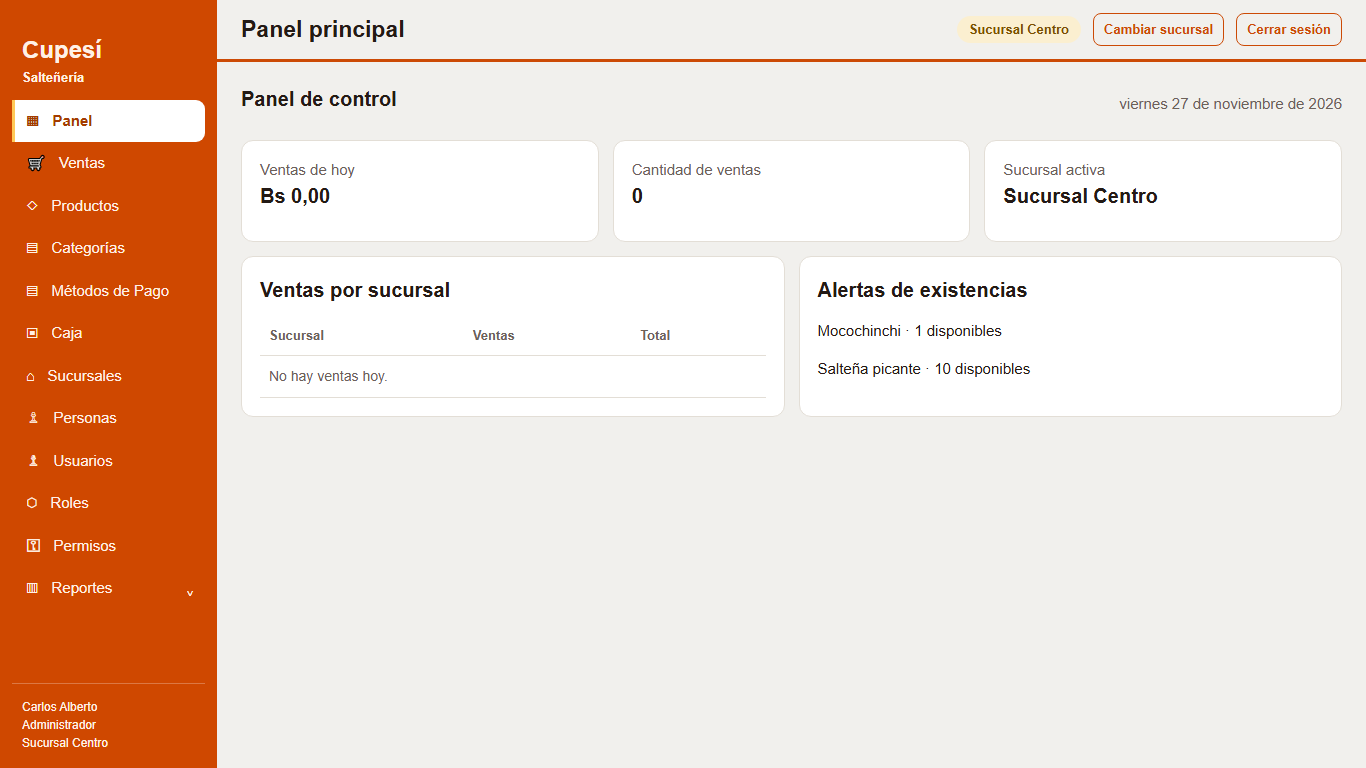 Cupesí
Salteñería
Panel
Ventas
Productos
Categorías
Métodos de Pago
Caja
Sucursales
Personas
Usuarios
Roles
Permisos
Reportes
Carlos Alberto
Administrador
Sucursal Centro
Panel principal
Sucursal Centro
Cambiar sucursal
Cerrar sesión
Panel de control
viernes 27 de noviembre de 2026
Ventas de hoy
Bs 0,00
Cantidad de ventas
0
Sucursal activa
Sucursal Centro
Ventas por sucursal
Sucursal Ventas Total
No hay ventas hoy.
Alertas de existencias
Mocochinchi · 1 disponibles
Salteña picante · 10 disponibles